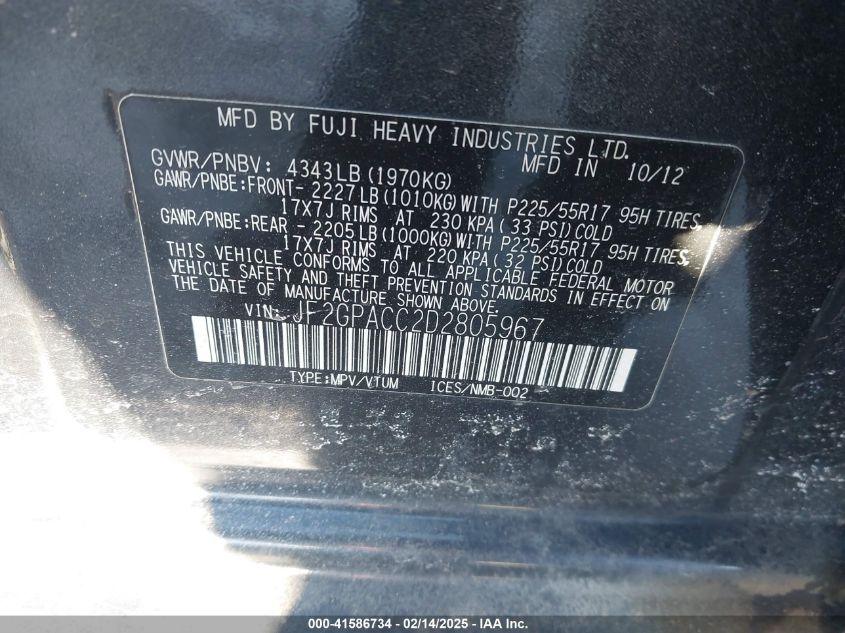 MFD BY FUJI HEAVY INDUSTRIES LTD.
GVWR/PNBV: 4343LB(1970KG) MFD IN 10/12
GAWR/PNBE:FRONT- 2227LB(1010KG)WITH P225/55R17 95H TIRES,
17X7J RIMS AT 230 KPA(33 PSI)COLD
GAWR/PNBE:REAR - 2205LB(1000KG)WITH P225/55R17 95H TIRES,
17X7J RIMS AT 220 KPA(32 PSI)COLD
THIS VEHICLE CONFORMS TO ALL APPLICABLE FEDERAL MOTOR
VEHICLE SAFETY AND THEFT PREVENTION STANDARDS IN EFFECT ON
THE DATE OF MANUFACTURE SHOWN ABOVE.
VIN: JF2GPACC2D2805967
TYPE:MPV/VTUM ICES/NMB-002
000-41586734 - 02/14/2025 - IAA Inc.